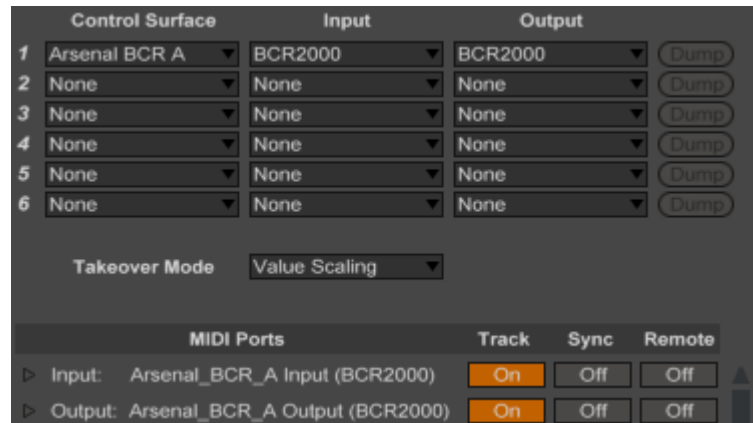 Control Surface Input Output
1 Arsenal BCR A BCR2000 BCR2000 Dump
2 None None None Dump
3 None None None Dump
4 None None None Dump
5 None None None Dump
6 None None None Dump
Takeover Mode Value Scaling
MIDI Ports Track Sync Remote
Input: Arsenal_BCR_A Input (BCR2000) On Off Off
Output: Arsenal_BCR_A Output (BCR2000) On Off Off